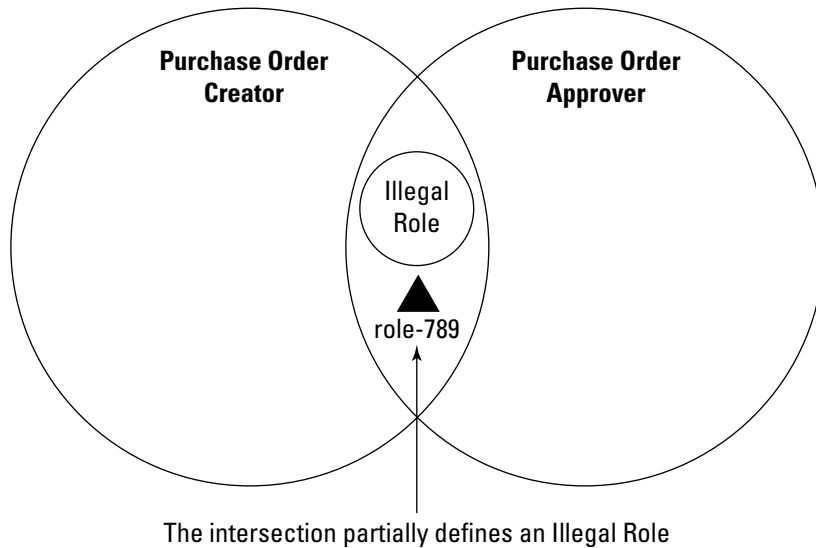 Purchase Order
Creator
Purchase Order
Approver
Illegal
Role
role-789
The intersection partially defines an Illegal Role